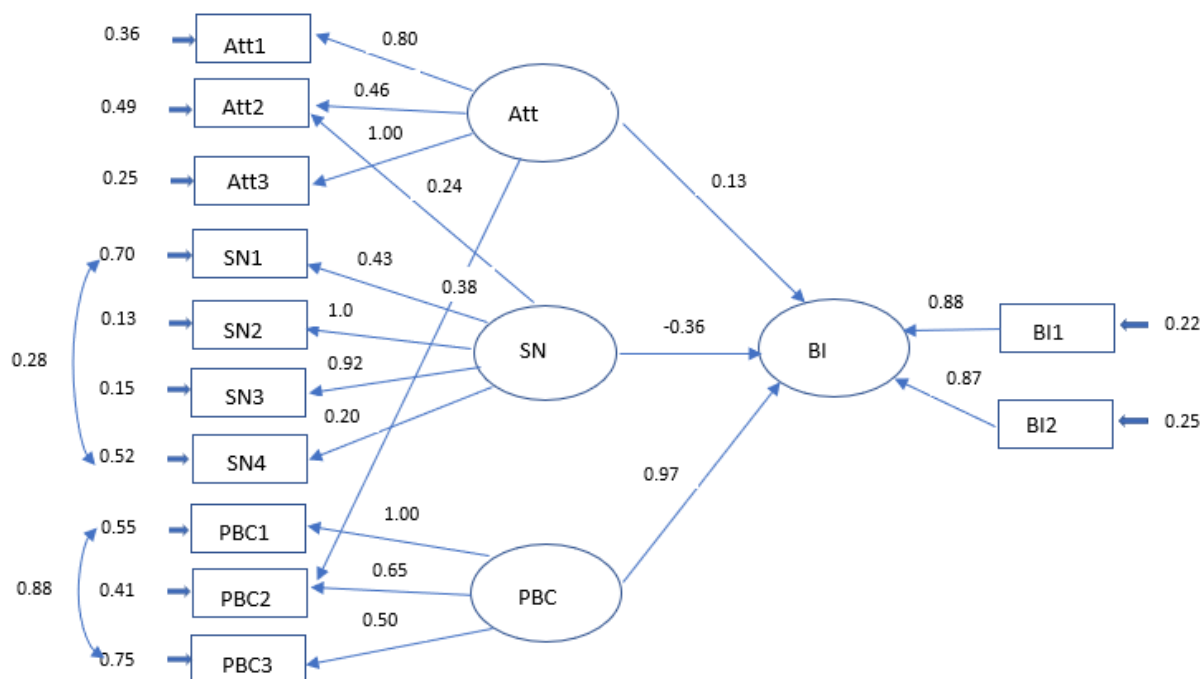 0.36
Att1
0.80
0.49
Att2
0.46
Att
1.00
0.25
Att3
0.24
0.13
0.70
SN1
0.43
0.38
0.13
SN2
1.0
SN
-0.36
BI
0.88
BI1
0.22
0.28
0.15
SN3
0.92
0.87
BI2
0.25
0.20
0.52
SN4
0.97
0.55
PBC1
1.00
0.88
0.41
PBC2
0.65
PBC
0.50
0.75
PBC3